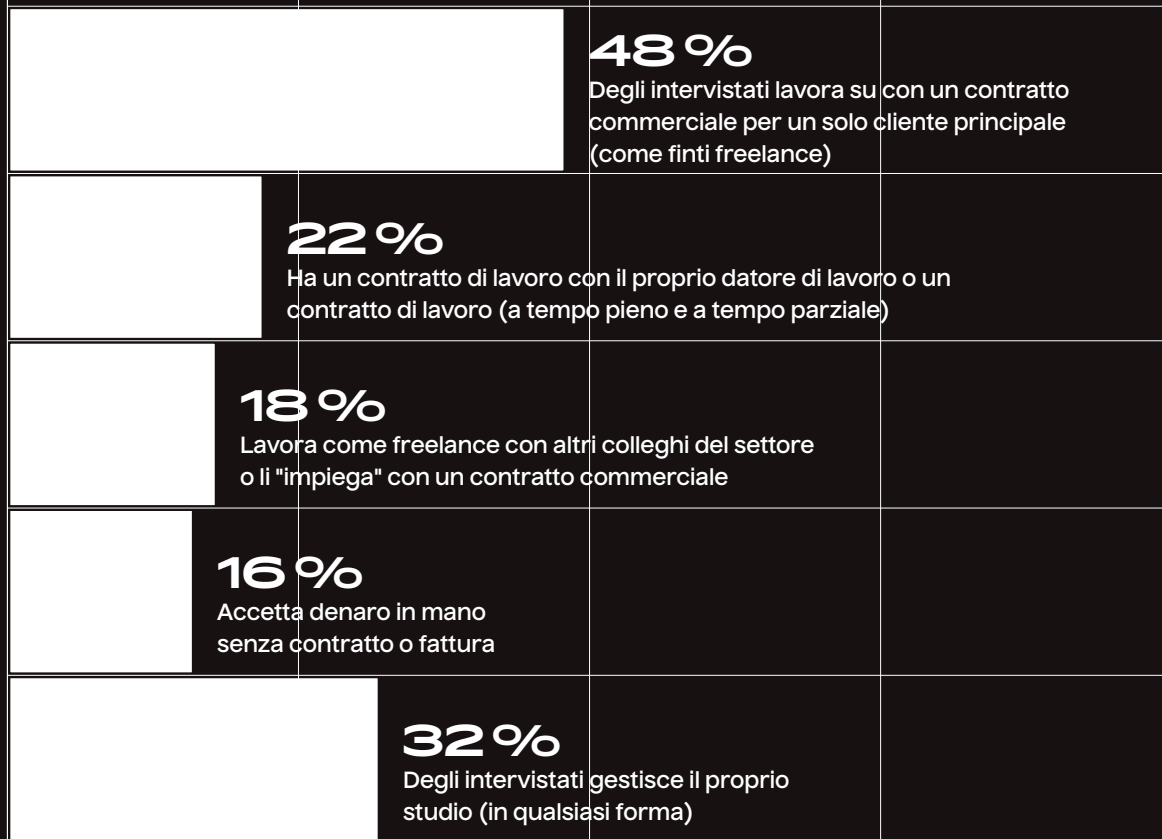 48 %
Degli intervistati lavora su con un contratto
commerciale per un solo cliente principale
(come finti freelance)
22 %
Ha un contratto di lavoro con il proprio datore di lavoro o un
contratto di lavoro (a tempo pieno e a tempo parziale)
18 %
Lavora come freelance con altri colleghi del settore
o li "impiega" con un contratto commerciale
16 %
Accetta denaro in mano
senza contratto o fattura
32 %
Degli intervistati gestisce il proprio
studio (in qualsiasi forma)